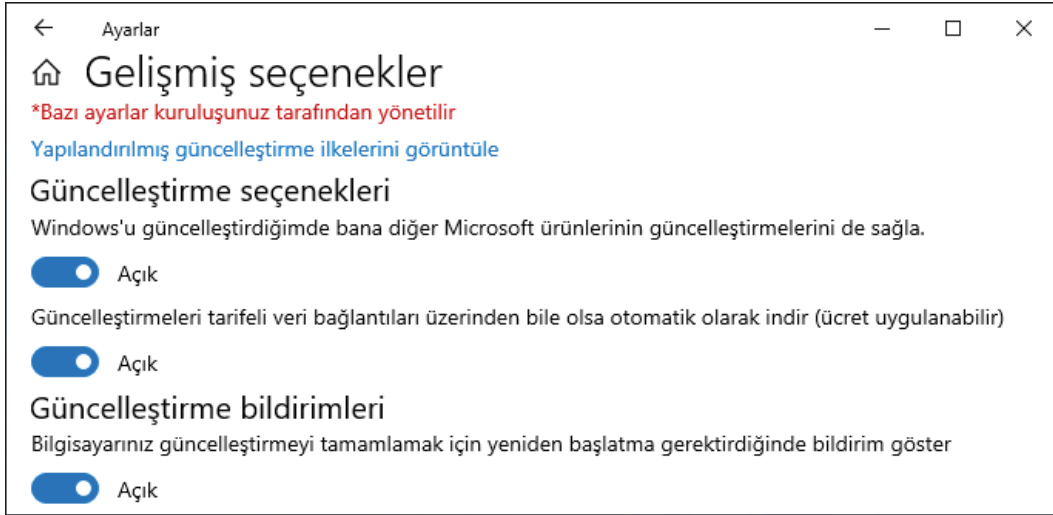 Ayarlar
Gelişmiş seçenekler
*Bazı ayarlar kuruluşunuz tarafından yönetilir
Yapılandırılmış güncelleştirme ilkelerini görüntüle
Güncelleştirme seçenekleri
Windows'u güncelleştirdiğimde bana diğer Microsoft ürünlerinin güncelleştirmelerini de sağla.
Açık
Güncelleştirmeleri tarifeli veri bağlantıları üzerinden bile olsa otomatik olarak indir (ücret uygulanabilir)
Açık
Güncelleştirme bildirimleri
Bilgisayarınız güncelleştirmeyi tamamlamak için yeniden başlatma gerektirdiğinde bildirim göster
Açık